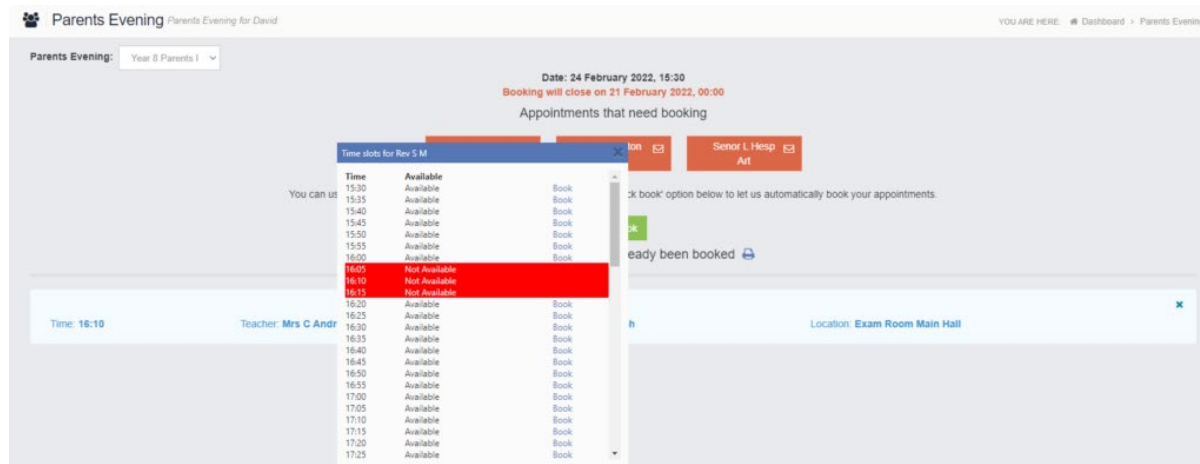 Parents Evening Parents Evening for David
YOU ARE HERE: Dashboard > Parents Evenin
Parents Evening: Year 8 Parents I
Date: 24 February 2022, 15:30
Booking will close on 21 February 2022, 00:00
Appointments that need booking
ton
Senor L Hesp
Art
Time slots for Rev S M
Time Available
15:30 Available Book
15:35 Available Book
15:40 Available Book
15:45 Available Book
15:50 Available Book
15:55 Available Book
16:00 Available Book
16:05 Not Available
16:10 Not Available
16:15 Not Available
16:20 Available Book
16:25 Available Book
16:30 Available Book
16:35 Available Book
16:40 Available Book
16:45 Available Book
16:50 Available Book
16:55 Available Book
17:00 Available Book
17:05 Available Book
17:10 Available Book
17:15 Available Book
17:20 Available Book
17:25 Available Book
You can us
ck book' option below to let us automatically book your appointments.
ok
eady been booked
Time: 16:10 Teacher: Mrs C Andr h Location: Exam Room Main Hall